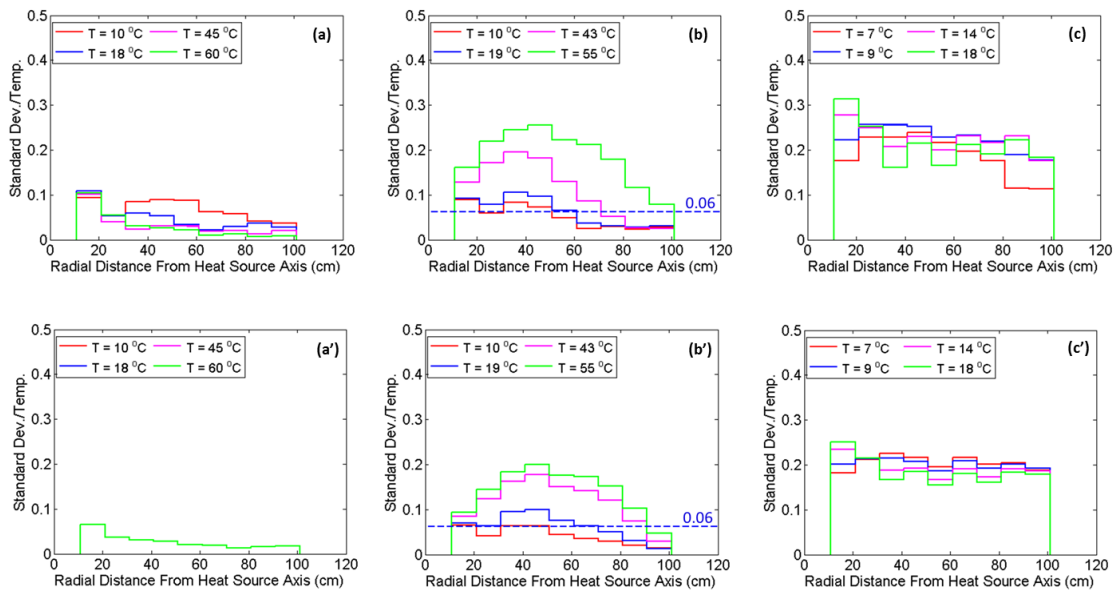 (a)
T = 10 ⁰C T = 45 ⁰C
T = 18 ⁰C T = 60 ⁰C
Standard Dev./Temp.
0.5
0.4
0.3
0.2
0.1
0
0 20 40 60 80 100 120
Radial Distance From Heat Source Axis (cm)
(b)
T = 10 ⁰C T = 43 ⁰C
T = 19 ⁰C T = 55 ⁰C
Standard Dev./Temp.
0.5
0.4
0.3
0.2
0.1
0
0.06
0 20 40 60 80 100 120
Radial Distance From Heat Source Axis (cm)
(c)
T = 7 ⁰C T = 14 ⁰C
T = 9 ⁰C T = 18 ⁰C
Standard Dev./Temp.
0.5
0.4
0.3
0.2
0.1
0
0 20 40 60 80 100 120
Radial Distance From Heat Source Axis (cm)
(a’)
T = 10 ⁰C T = 45 ⁰C
T = 18 ⁰C T = 60 ⁰C
Standard Dev./Temp.
0.5
0.4
0.3
0.2
0.1
0
0 20 40 60 80 100 120
Radial Distance From Heat Source Axis (cm)
(b’)
T = 10 ⁰C T = 43 ⁰C
T = 19 ⁰C T = 55 ⁰C
Standard Dev./Temp.
0.5
0.4
0.3
0.2
0.1
0
0.06
0 20 40 60 80 100 120
Radial Distance From Heat Source Axis (cm)
(c’)
T = 7 ⁰C T = 14 ⁰C
T = 9 ⁰C T = 18 ⁰C
Standard Dev./Temp.
0.5
0.4
0.3
0.2
0.1
0
0 20 40 60 80 100 120
Radial Distance From Heat Source Axis (cm)